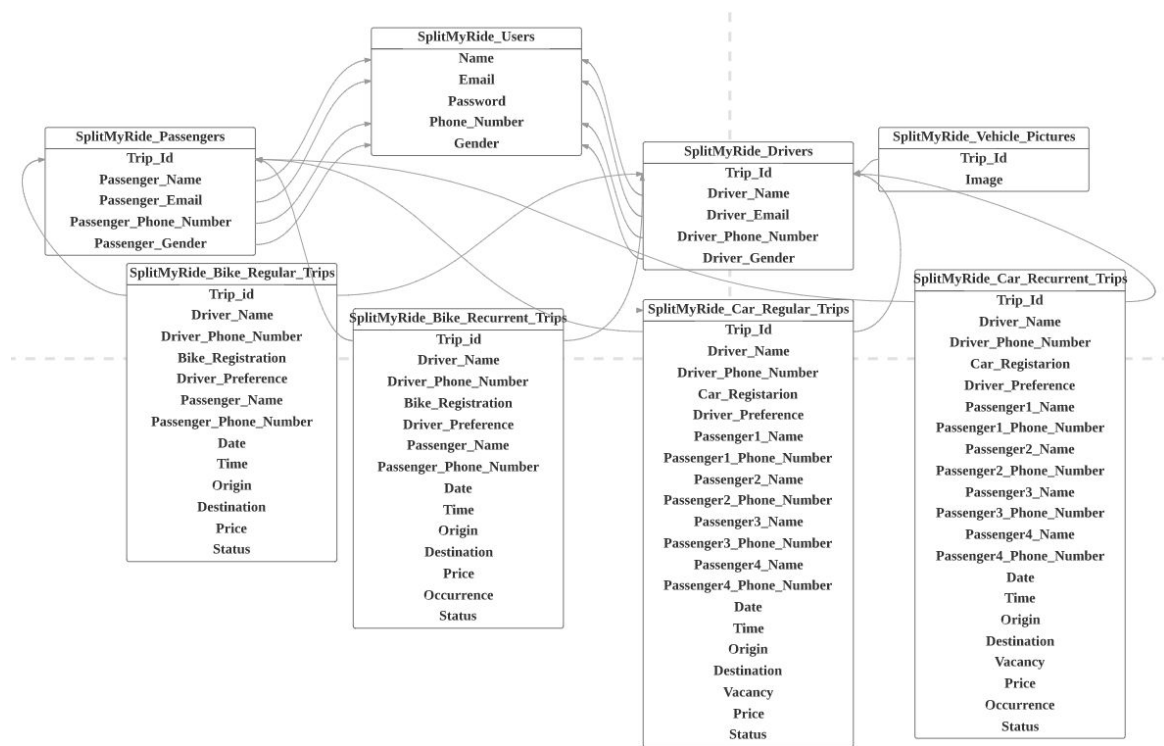 SplitMyRide_Users
Name
Email
Password
Phone_Number
Gender
SplitMyRide_Passengers
Trip_Id
Passenger_Name
Passenger_Email
Passenger_Phone_Number
Passenger_Gender
SplitMyRide_Drivers
Trip_Id
Driver_Name
Driver_Email
Driver_Phone_Number
Driver_Gender
SplitMyRide_Vehicle_Pictures
Trip_Id
Image
SplitMyRide_Bike_Regular_Trips
Trip_id
Driver_Name
Driver_Phone_Number
Bike_Registration
Driver_Preference
Passenger_Name
Passenger_Phone_Number
Date
Time
Origin
Destination
Price
Status
SplitMyRide_Bike_Recurrent_Trips
Trip_id
Driver_Name
Driver_Phone_Number
Bike_Registration
Driver_Preference
Passenger_Name
Passenger_Phone_Number
Date
Time
Origin
Destination
Price
Occurrence
Status
SplitMyRide_Car_Regular_Trips
Trip_Id
Driver_Name
Driver_Phone_Number
Car_Registarion
Driver_Preference
Passenger1_Name
Passenger1_Phone_Number
Passenger2_Name
Passenger2_Phone_Number
Passenger3_Name
Passenger3_Phone_Number
Passenger4_Name
Passenger4_Phone_Number
Date
Time
Origin
Destination
Vacancy
Price
Status
SplitMyRide_Car_Recurrent_Trips
Trip_Id
Driver_Name
Driver_Phone_Number
Car_Registarion
Driver_Preference
Passenger1_Name
Passenger1_Phone_Number
Passenger2_Name
Passenger2_Phone_Number
Passenger3_Name
Passenger3_Phone_Number
Passenger4_Name
Passenger4_Phone_Number
Date
Time
Origin
Destination
Vacancy
Price
Occurrence
Status